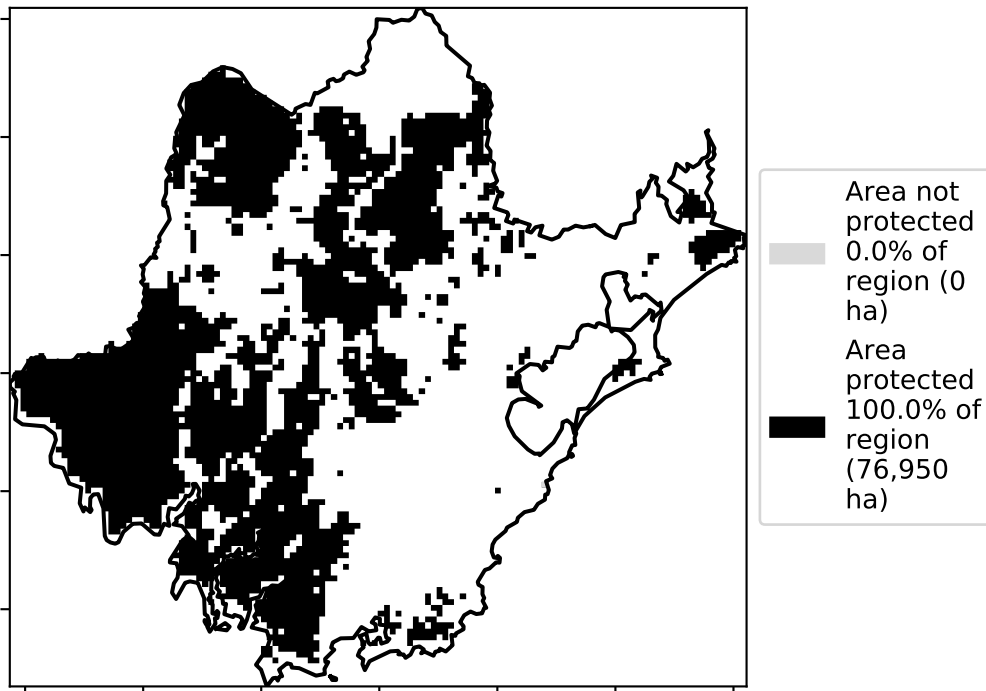 Area not
protected
0.0% of
region (0
ha)
Area
protected
100.0% of
region
(76,950
ha)